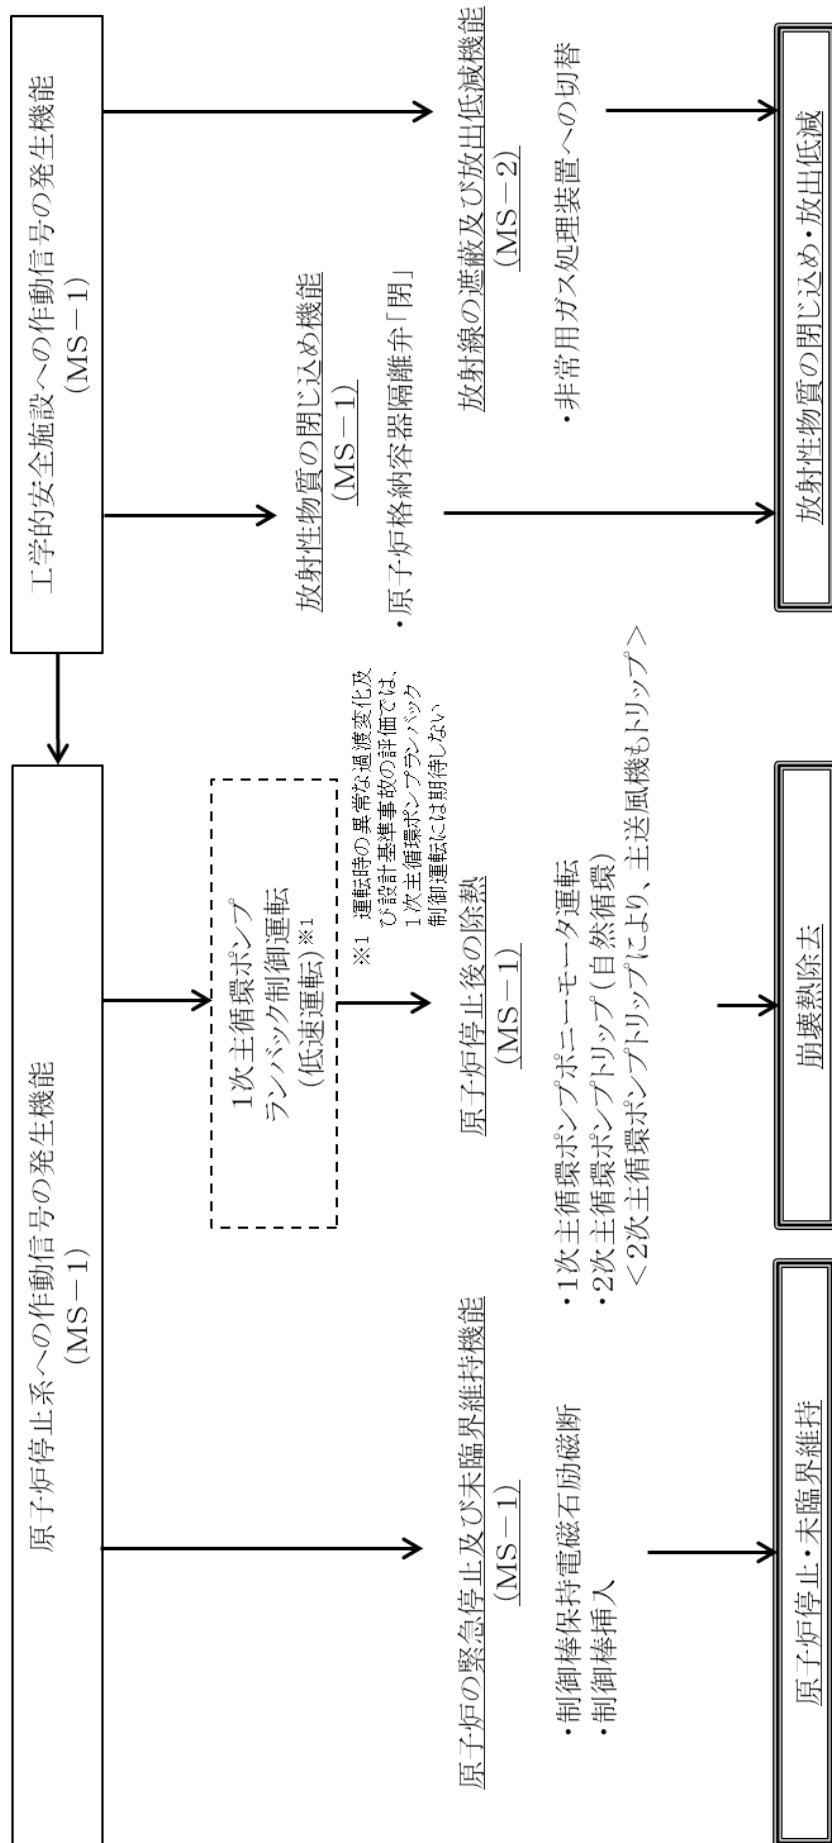 原子炉停止系への作動信号の発生機能
(MS-1)
工学的安全施設への作動信号の発生機能
(MS-1)
1次主循環ポンプ
ランバック制御運転
(低速運転)※1
※1 運転時の異常な過渡変化及
び設計基準事故の評価では、
1次主循環ポンプランバック
制御運転には期待しない
放射性物質の閉じ込め機能
(MS-1)
・原子炉格納容器隔離弁「閉」
原子炉の緊急停止及び未臨界維持機能
(MS-1)
・制御棒保持電磁石励磁断
・制御棒挿入
原子炉停止後の除熱
(MS-1)
・1次主循環ポンプポニーモータ運転
・2次主循環ポンプトリップ(自然循環)
<2次主循環ポンプトリップにより、主送風機もトリップ>
放射線の遮蔽及び放出低減機能
(MS-2)
・非常用ガス処理装置への切替
原子炉停止・未臨界維持
崩壊熱除去
放射性物質の閉じ込め・放出低減